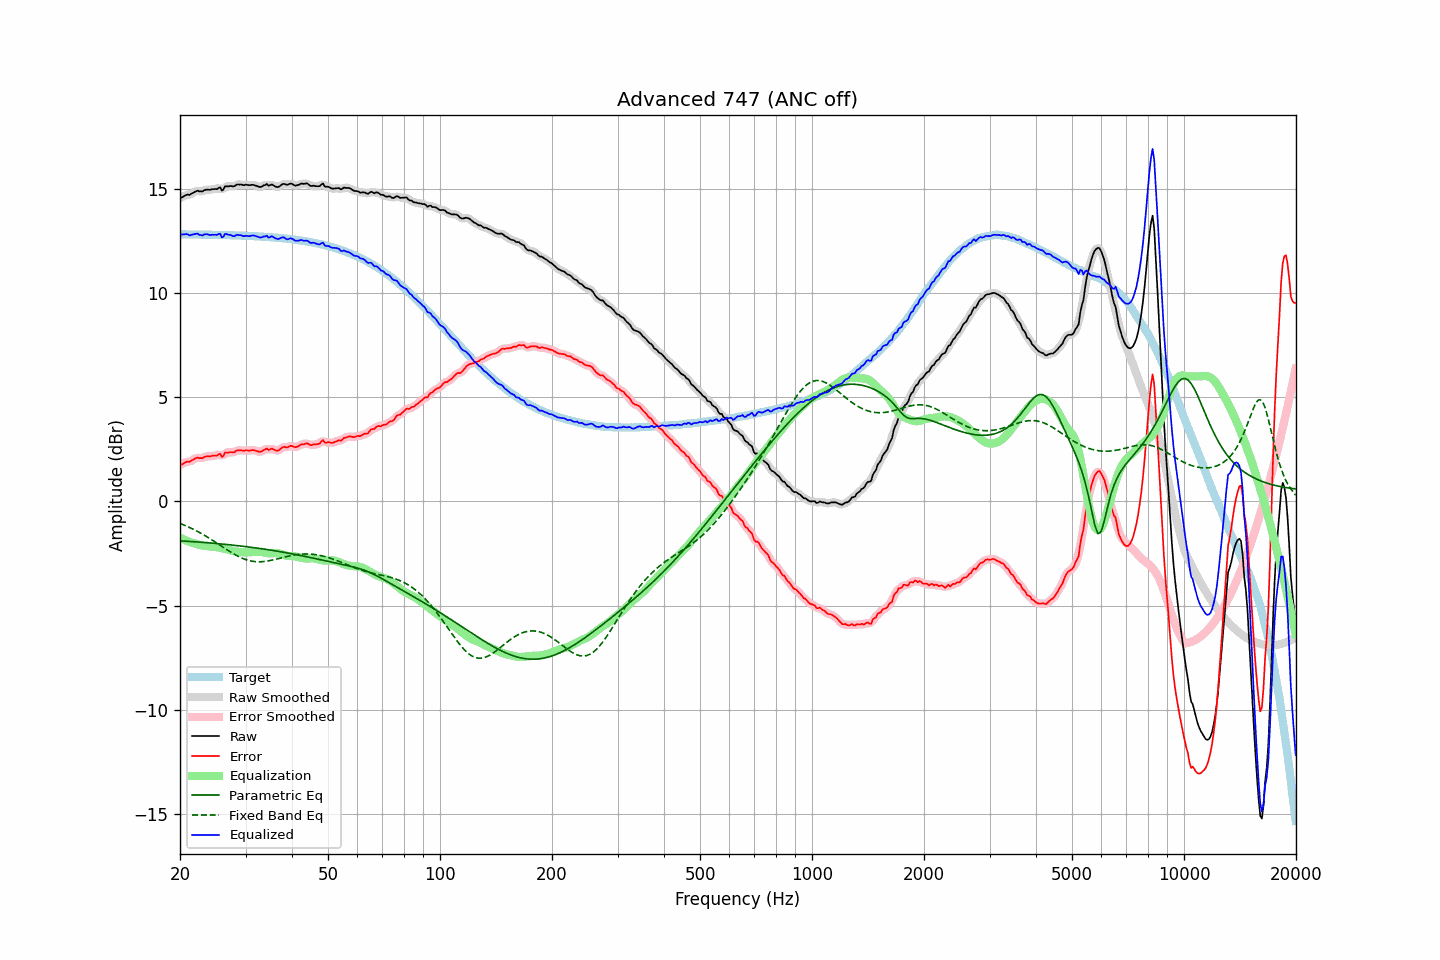 Advanced 747 (ANC off)
Amplitude (dBr)
15
10
5
0
−5
−10
−15
Target
Raw Smoothed
Error Smoothed
Raw
Error
Equalization
Parametric Eq
Fixed Band Eq
Equalized
20 50 100 200 500 1000 2000 5000 10000 20000
Frequency (Hz)